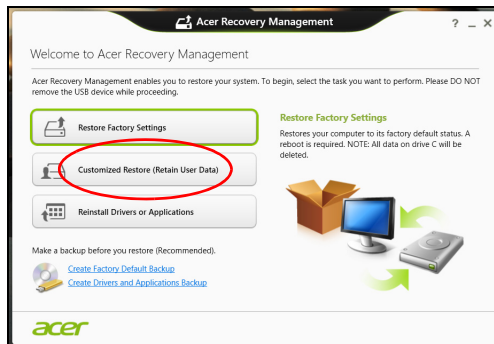 Acer Recovery Management
? _ X
Welcome to Acer Recovery Management
Acer Recovery Management enables you to restore your system. To begin, select the task you want to perform. Please DO NOT
remove the USB device while proceeding.
Restore Factory Settings
Customized Restore (Retain User Data)
Reinstall Drivers or Applications
Restore Factory Settings
Restores your computer to its factory default status. A
reboot is required. NOTE: All data on drive C will be
deleted.
Make a backup before you restore (Recommended).
Create Factory Default Backup
Create Drivers and Applications Backup
acer